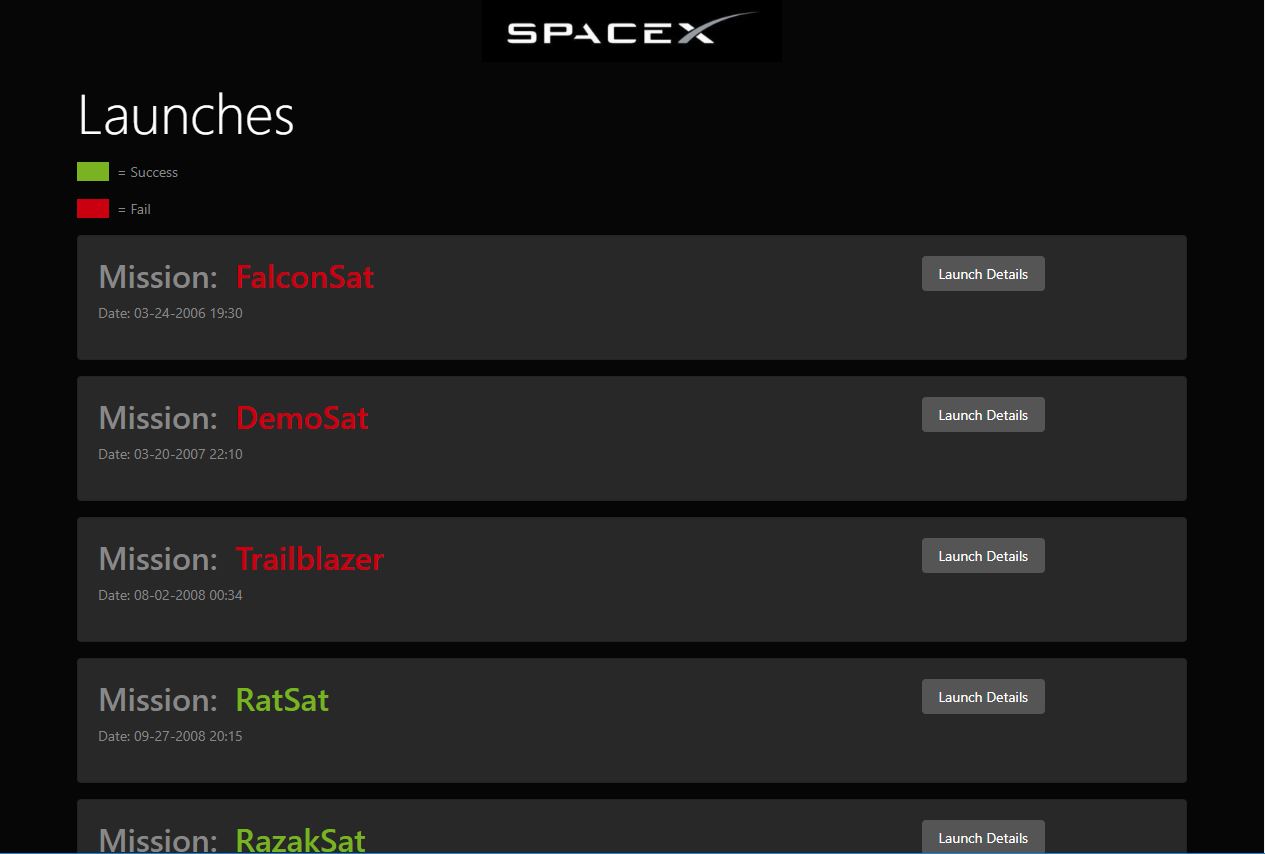 SPACEX
Launches
= Success
= Fail
Mission: FalconSat
Launch Details
Date: 03-24-2006 19:30
Mission: DemoSat
Launch Details
Date: 03-20-2007 22:10
Mission: Trailblazer
Launch Details
Date: 08-02-2008 00:34
Mission: RatSat
Launch Details
Date: 09-27-2008 20:15
Mission: RazakSat
Launch Details